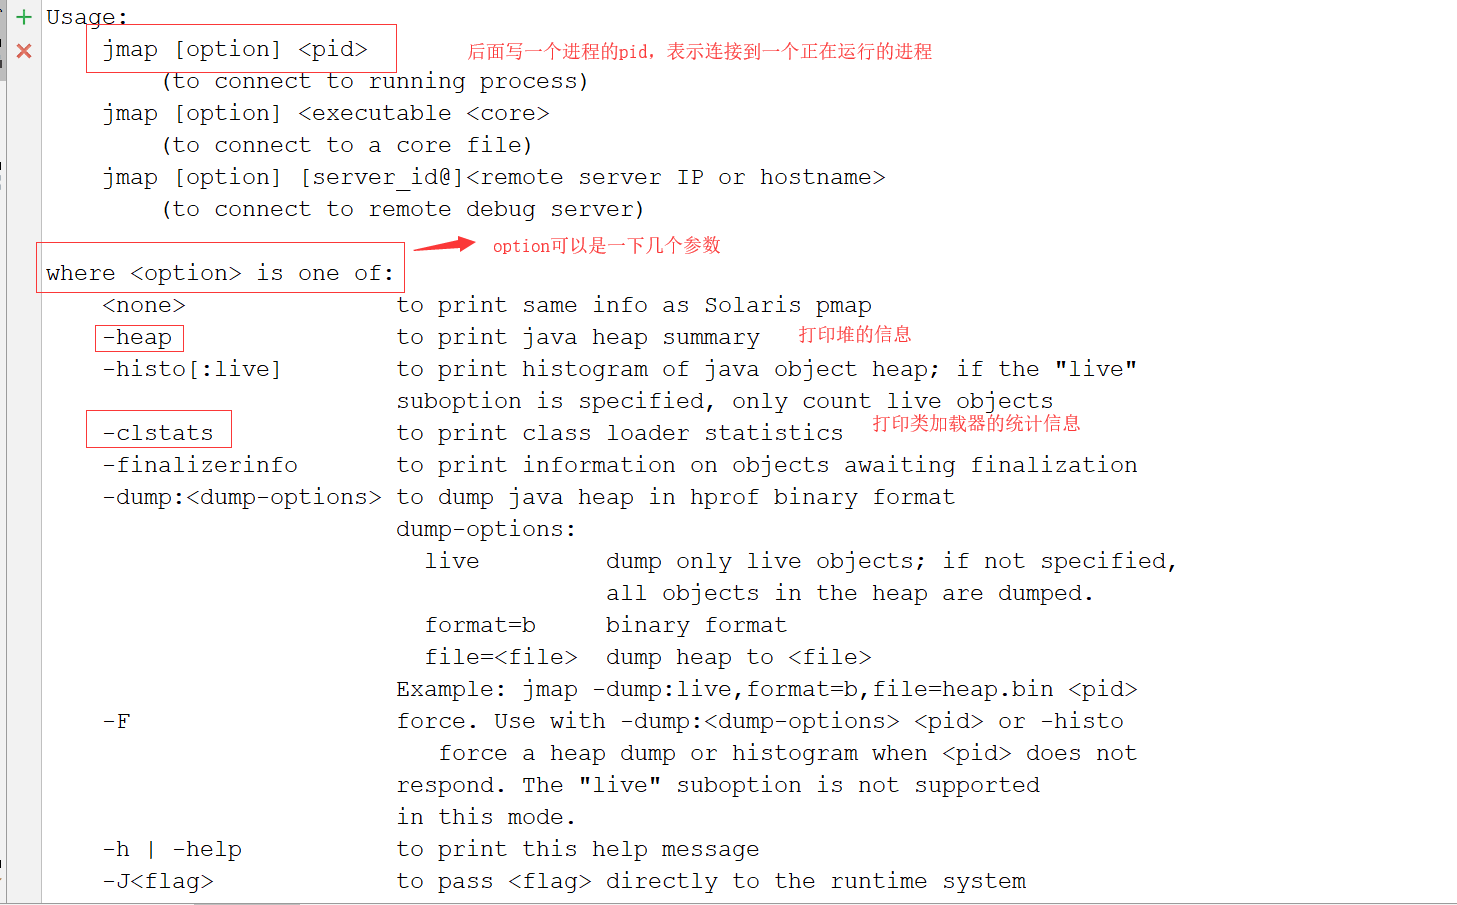 Usage:
jmap [option] <pid> 后面写一个进程的pid，表示连接到一个正在运行的进程
(to connect to running process)
jmap [option] <executable <core>
(to connect to a core file)
jmap [option] [server_id@]<remote server IP or hostname>
(to connect to remote debug server)
option可以是一下几个参数
where <option> is one of:
<none> to print same info as Solaris pmap
-heap to print java heap summary 打印堆的信息
-histo[:live] to print histogram of java object heap; if the "live"
suboption is specified, only count live objects
-clstats to print class loader statistics 打印类加载器的统计信息
-finalizerinfo to print information on objects awaiting finalization
-dump:<dump-options> to dump java heap in hprof binary format
dump-options:
live dump only live objects; if not specified,
all objects in the heap are dumped.
format=b binary format
file=<file> dump heap to <file>
Example: jmap -dump:live,format=b,file=heap.bin <pid>
-F force. Use with -dump:<dump-options> <pid> or -histo
force a heap dump or histogram when <pid> does not
respond. The "live" suboption is not supported
in this mode.
-h | -help to print this help message
-J<flag> to pass <flag> directly to the runtime system